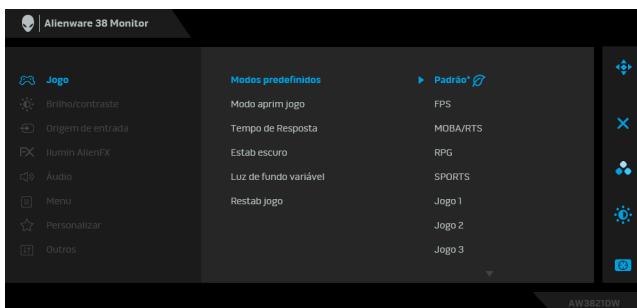 Alienware 38 Monitor
Jogo
Brilho/contraste
Origem de entrada
Ilumin AlienFX
Áudio
Menu
Personalizar
Outros
Modos predefinidos
Modo aprim jogo
Tempo de Resposta
Estab escuro
Luz de fundo variável
Restab jogo
Padrão*
FPS
MOBA/RTS
RPG
SPORTS
Jogo 1
Jogo 2
Jogo 3
AW3821DW